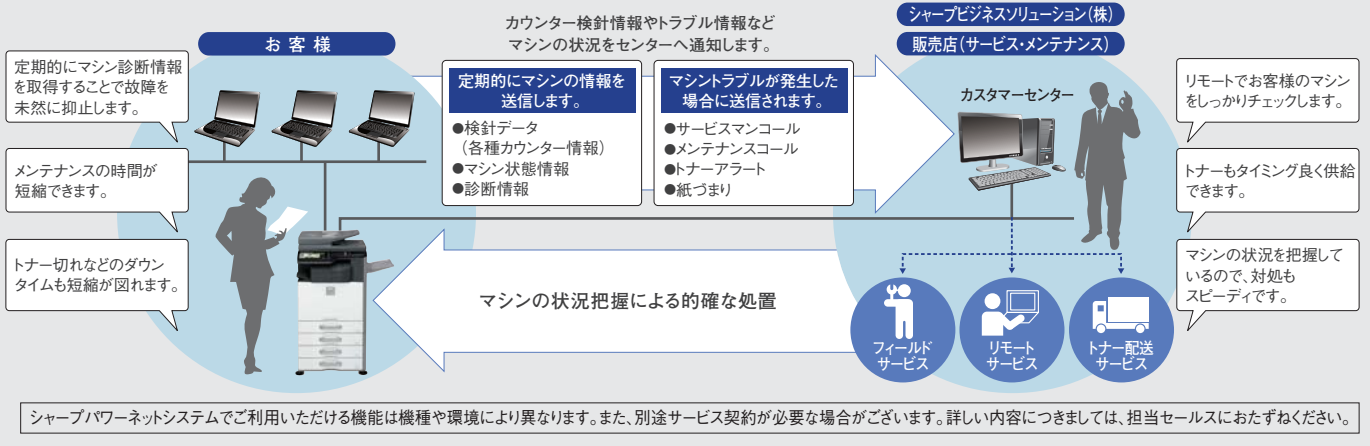 お客様
定期的にマシン診断情報
を取得することで故障を
未然に抑止します。
メンテナンスの時間が
短縮できます。
トナー切れなどのダウン
タイムも短縮が図れます。
カウンター検針情報やトラブル情報など
マシンの状況をセンターへ通知します。
定期的にマシンの情報を
送信します。
●検針データ
（各種カウンター情報）
●マシン状態情報
●診断情報
マシントラブルが発生した
場合に送信されます。
●サービスマンコール
●メンテナンスコール
●トナーアラート
●紙づまり
マシンの状況把握による的確な処置
シャープビジネスソリューション（株）
販売店（サービス・メンテナンス）
カスタマーセンター
リモートでお客様のマシン
をしっかりチェックします。
トナーもタイミング良く供給
できます。
マシンの状況を把握して
いるので、対処も
スピーディです。
フィールド
サービス
リモート
サービス
トナー配送
サービス
シャープパワーネットシステムでご利用いただける機能は機種や環境により異なります。また、別途サービス契約が必要な場合がございます。詳しい内容につきましては、担当セールスにおたずねください。